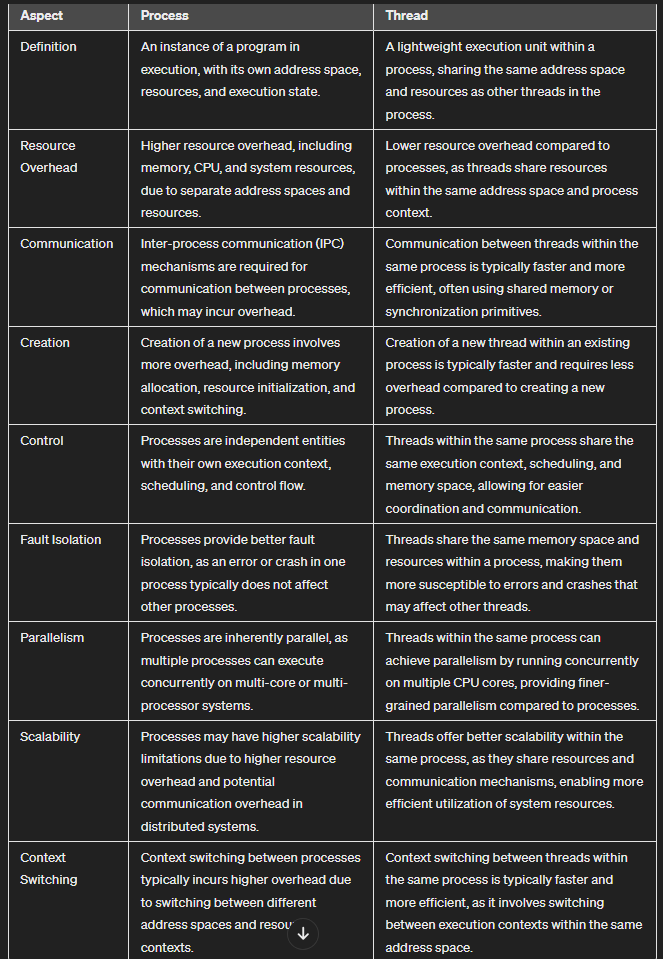 Aspect Process Thread
Definition An instance of a program in A lightweight execution unit within a
execution, with its own address space, process, sharing the same address space
resources, and execution state. and resources as other threads in the
process.
Resource Higher resource overhead, including Lower resource overhead compared to
Overhead memory, CPU, and system resources, processes, as threads share resources
due to separate address spaces and within the same address space and process
resources. context.
Communication Inter-process communication (IPC) Communication between threads within the
mechanisms are required for same process is typically faster and more
communication between processes, efficient, often using shared memory or
which may incur overhead. synchronization primitives.
Creation Creation of a new process involves Creation of a new thread within an existing
more overhead, including memory process is typically faster and requires less
allocation, resource initialization, and overhead compared to creating a new
context switching. process.
Control Processes are independent entities Threads within the same process share the
with their own execution context, same execution context, scheduling, and
scheduling, and control flow. memory space, allowing for easier
coordination and communication.
Fault Isolation Processes provide better fault Threads share the same memory space and
isolation, as an error or crash in one resources within a process, making them
process typically does not affect more susceptible to errors and crashes that
other processes. may affect other threads.
Parallelism Processes are inherently parallel, as Threads within the same process can
multiple processes can execute achieve parallelism by running concurrently
concurrently on multi-core or multi- on multiple CPU cores, providing finer-
processor systems. grained parallelism compared to processes.
Scalability Processes may have higher scalability Threads offer better scalability within the
limitations due to higher resource same process, as they share resources and
overhead and potential communication mechanisms, enabling more
communication overhead in efficient utilization of system resources.
distributed systems.
Context Context switching between processes Context switching between threads within
Switching typically incurs higher overhead due the same process is typically faster and
to switching between different more efficient, as it involves switching
address spaces and between execution contexts within the same
contexts. address space.